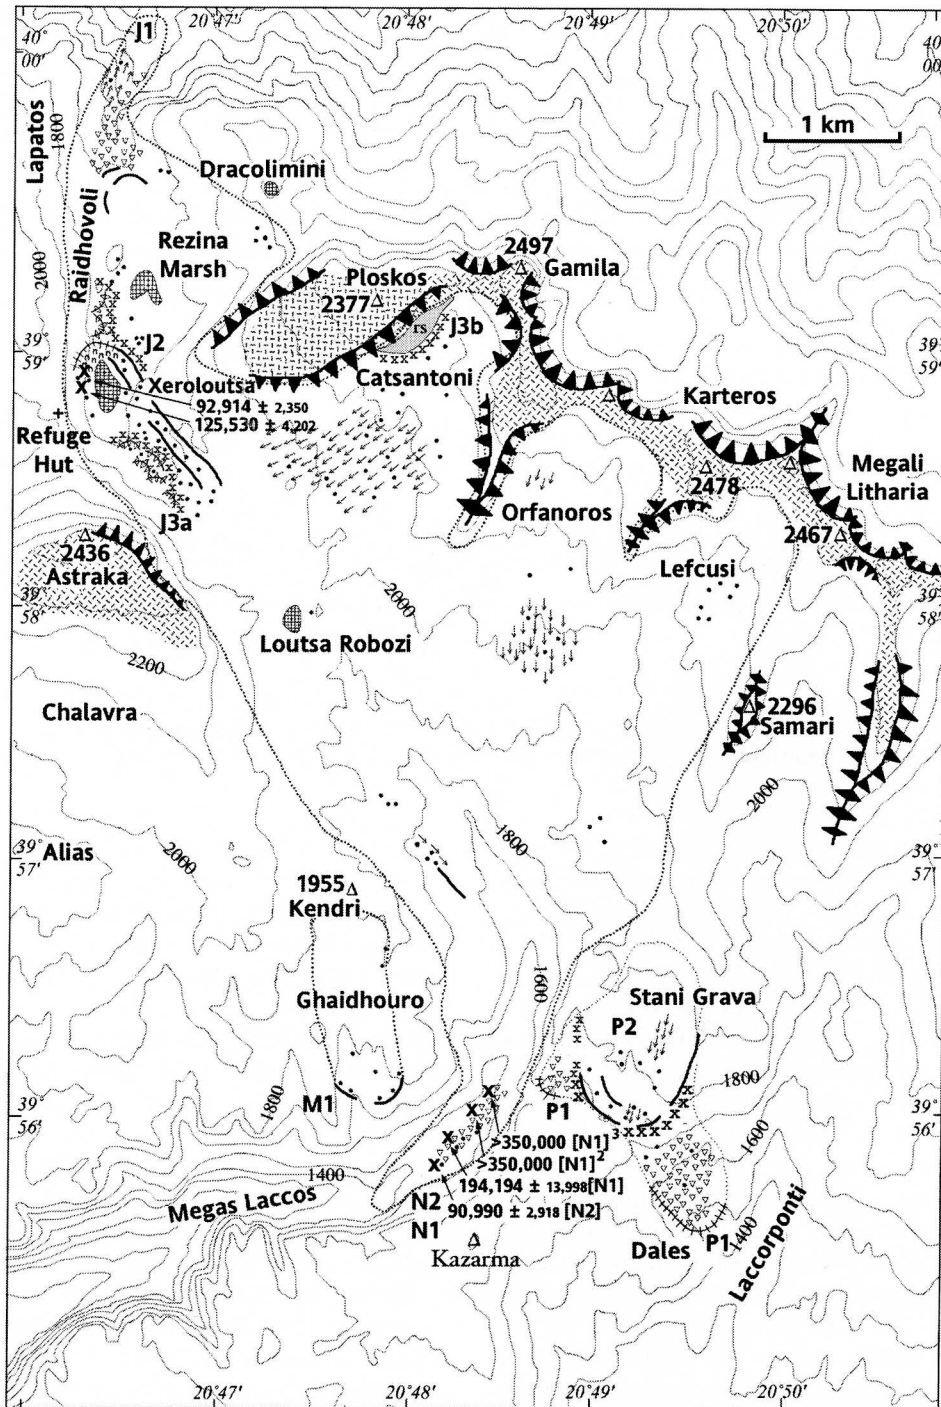 20°47' 20°48' 20°49' 20°50'
J1
40° 00'
40 00'
1 km
Lapatos
1800
Dracolimini
Raidhovoli
Rezina
Marsh
2000
2497
Gamila
Ploskos
2377
rs
J3b
J2
39° 59'
39° 59'
Catsantoni
Xeroloutsa
92,914 ± 2,350
125,530 ± 4,202
Karteros
Refuge
Hut
Megali
Litharia
2478
Orfanoros
J3a
2467
2436
Astraka
Lefcusi
2000
39° 58'
39° 58'
Loutsa Robozi
2200
Chalavra
2296
Samari
2000
1800
39° 57'
39° 57'
Alias
2000
1955
Kendri
1600
Ghaidhouro
Stani Grava
P2
1800
1800
M1
P1
39° 56'
39° 56'
>350,000 [N1]3
1600
>350,000 [N1]2
1400
194,194 ± 13,998[N1]
Megas Laccos
N2
90,990 ± 2,918 [N2]
N1
P1
1400
Dales
Kazarma
Laccorponti
20°47' 20°48' 20°49' 20°50'